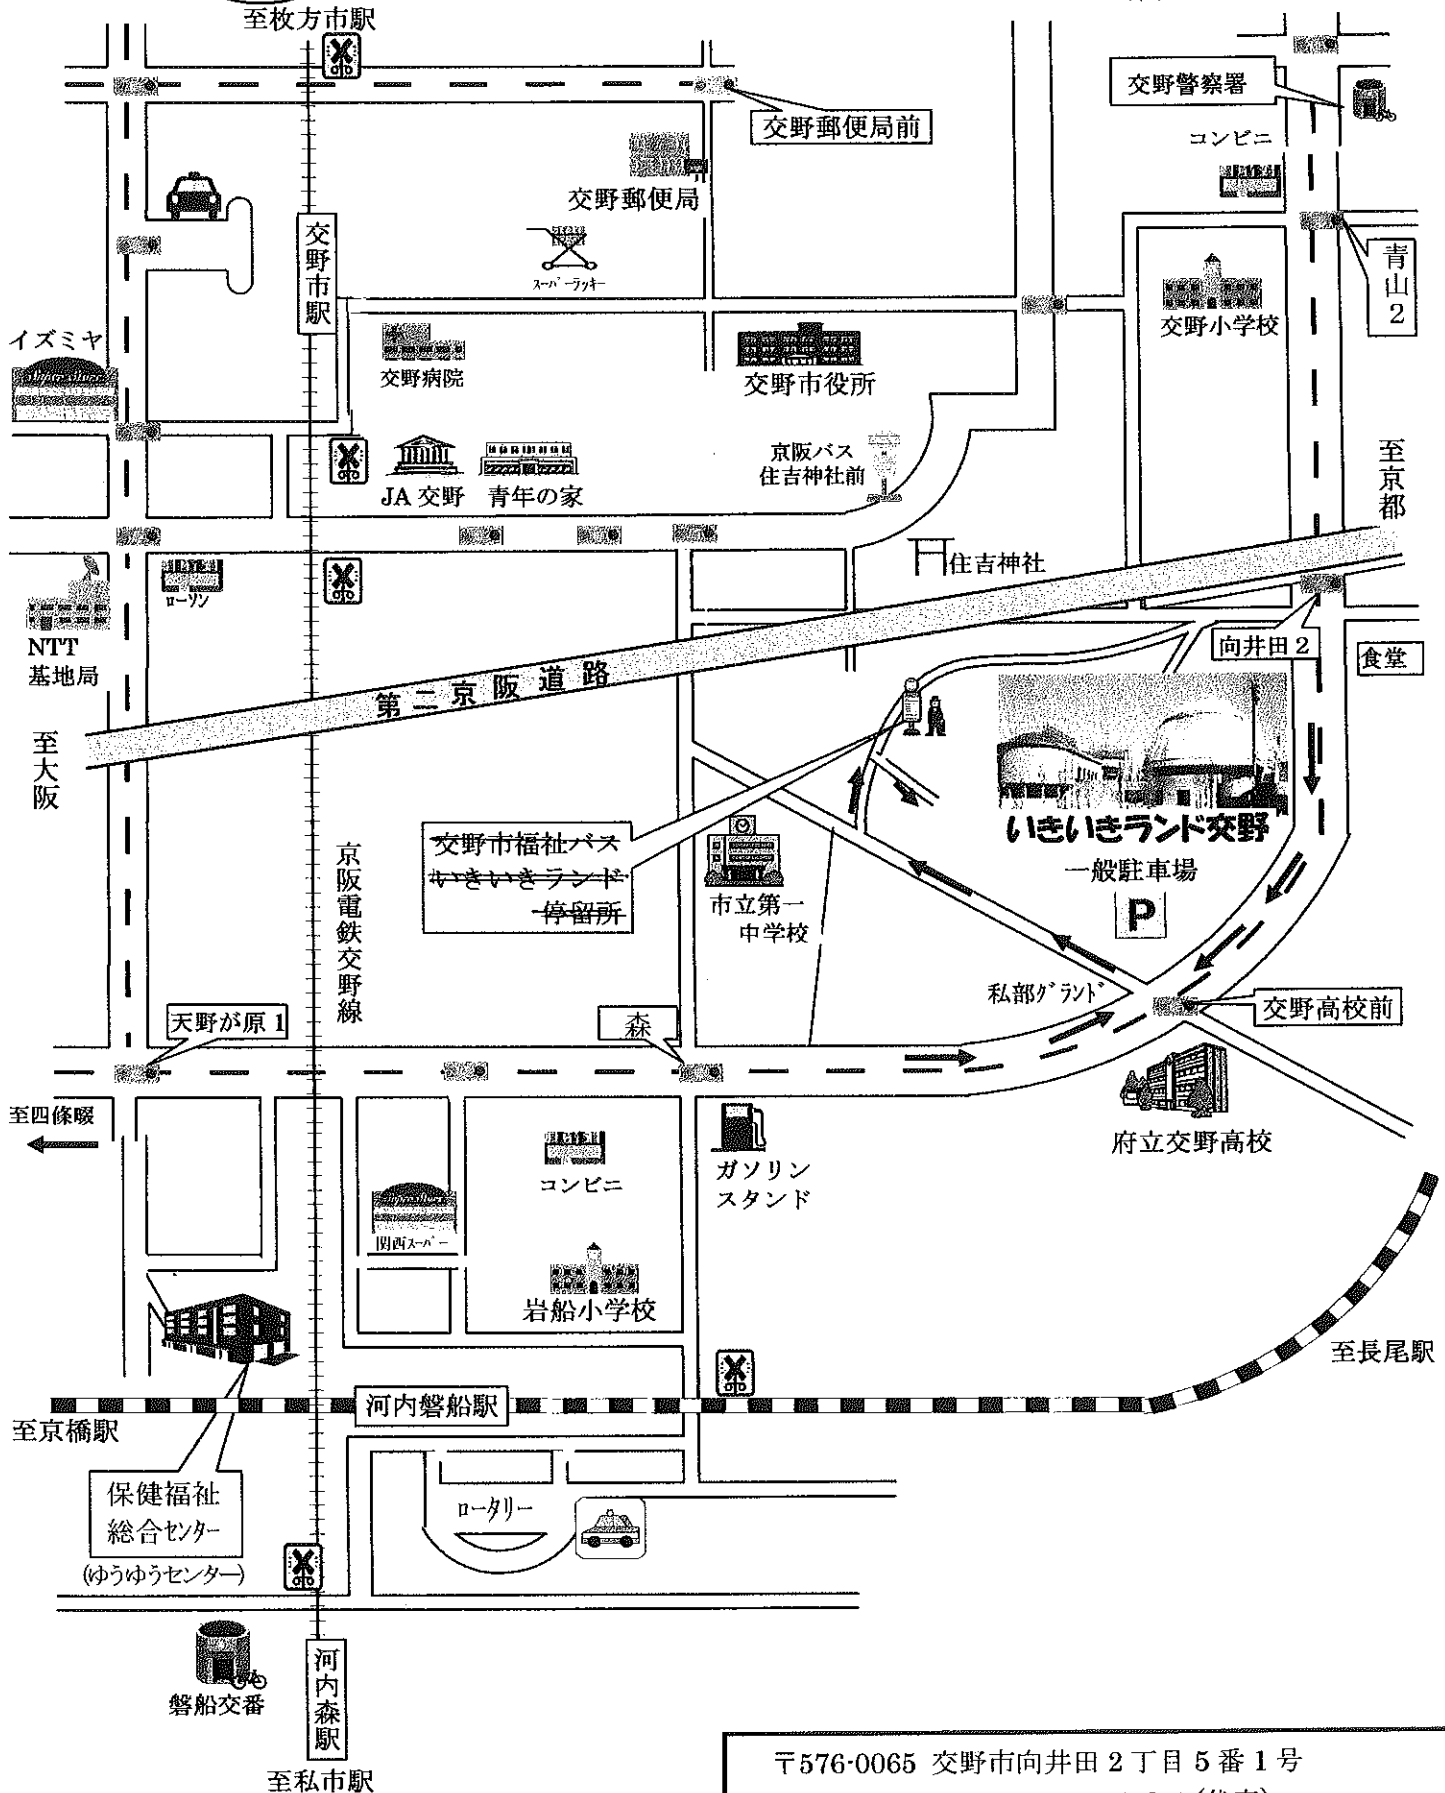 至枚方市駅
交野警察署
交野郵便局前
コンビニ
交野郵便局
交野市駅
スーパーラッキー
青山2
交野小学校
イズミヤ
交野病院
交野市役所
京阪バス
住吉神社前
至京都
JA 交野
青年の家
住吉神社
ローソン
NTT
基地局
向井田2
食堂
第二京阪道路
至大阪
いきいきランド交野
一般駐車場
P
交野市福祉バス
いきいきランド
停留所
京阪電鉄交野線
市立第一
中学校
私部グランド
交野高校前
天野が原1
森
至四條畷
府立交野高校
ガソリン
スタンド
コンビニ
関西スーパー
岩船小学校
至長尾駅
河内磐船駅
至京橋駅
保健福祉
総合センター
(ゆうゆうセンター)
ロータリー
磐船交番
河内森駅
至私市駅
〒576-0065 交野市向井田2丁目5番1号